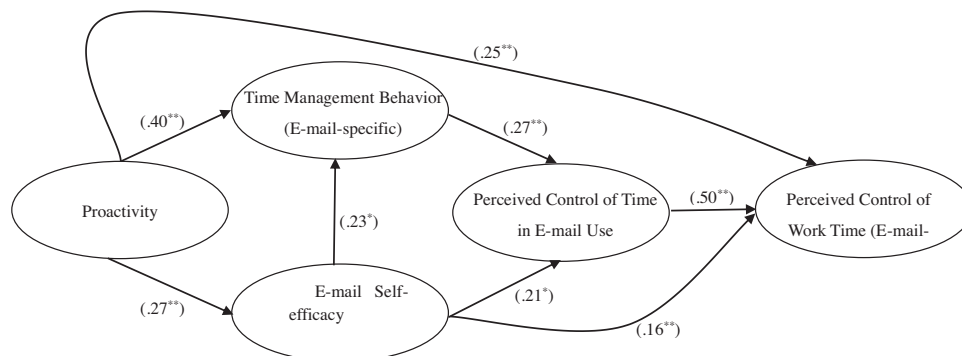 (.25**)
Time Management Behavior
(E-mail-specific)
(.40**)
(.27**)
Proactivity
Perceived Control of Time
in E-mail Use
(.50**)
Perceived Control of
Work Time (E-mail-
(.23*)
(.27**)
E-mail Self-
efficacy
(.21*)
(.16**)